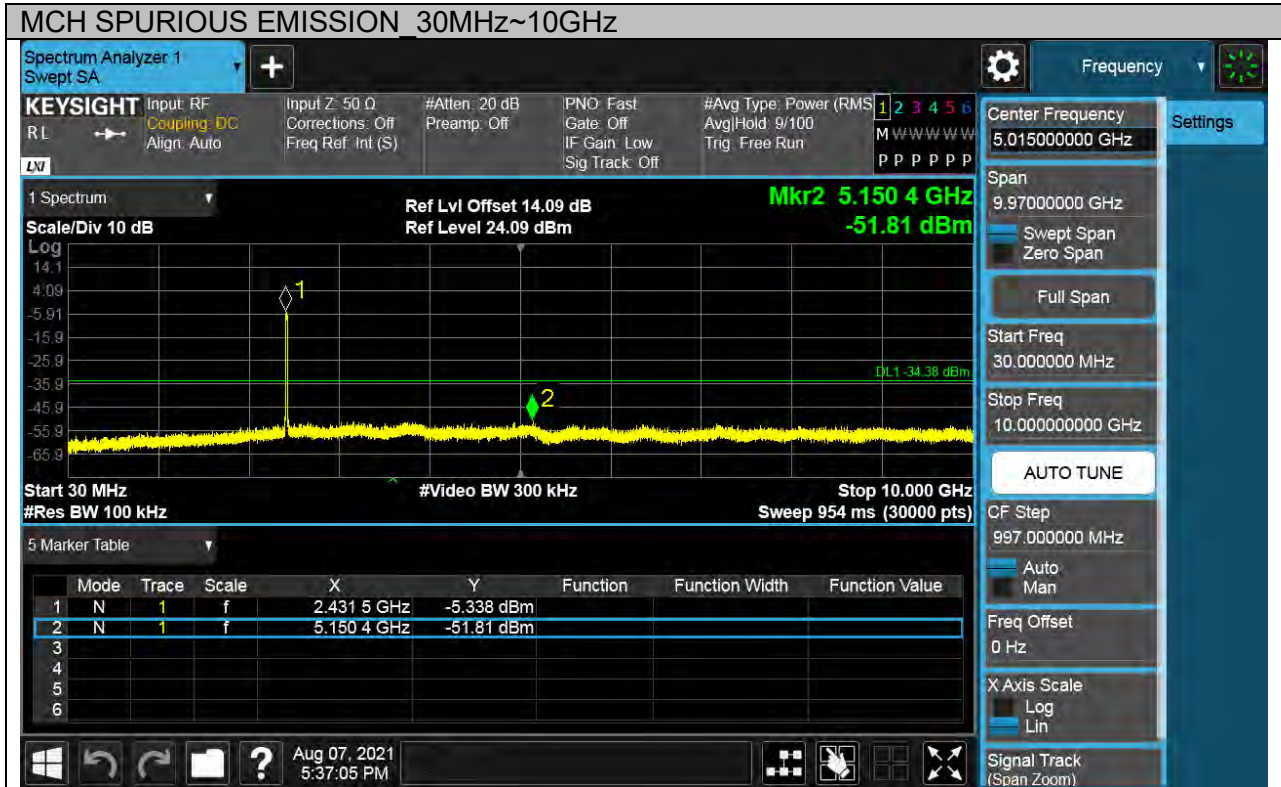 MCH SPURIOUS EMISSION_30MHz~10GHz
Spectrum Analyzer 1
Swept SA
Frequency
KEYSIGHT
RL
LXI
Input: RF
Coupling: DC
Align: Auto
Input Z: 50 Ω
Corrections: Off
Freq Ref: Int (S)
#Atten: 20 dB
Preamp: Off
PNO: Fast
Gate: Off
IF Gain: Low
Sig Track: Off
#Avg Type: Power (RMS
Avg|Hold: 9/100
Trig: Free Run
1 2 3 4 5 6
M W W W W W
P P P P P P
1 Spectrum
Scale/Div 10 dB
Ref Lvl Offset 14.09 dB
Ref Level 24.09 dBm
Mkr2 5.150 4 GHz
-51.81 dBm
Log
14.1
4.09
-5.91
-15.9
-25.9
-35.9
-45.9
-55.9
-65.9
1
2
DL1 -34.38 dBm
Start 30 MHz
#Video BW 300 kHz
Stop 10.000 GHz
#Res BW 100 kHz
Sweep 954 ms (30000 pts)
5 Marker Table
Mode Trace Scale X Y Function Function Width Function Value
1 N 1 f 2.431 5 GHz -5.338 dBm
2 N 1 f 5.150 4 GHz -51.81 dBm
3
4
5
6
?
Aug 07, 2021
5:37:05 PM
Center Frequency
5.015000000 GHz
Settings
Span
9.97000000 GHz
Swept Span
Zero Span
Full Span
Start Freq
30.000000 MHz
Stop Freq
10.000000000 GHz
AUTO TUNE
CF Step
997.000000 MHz
Auto
Man
Freq Offset
0 Hz
X Axis Scale
Log
Lin
Signal Track
(Span Zoom)